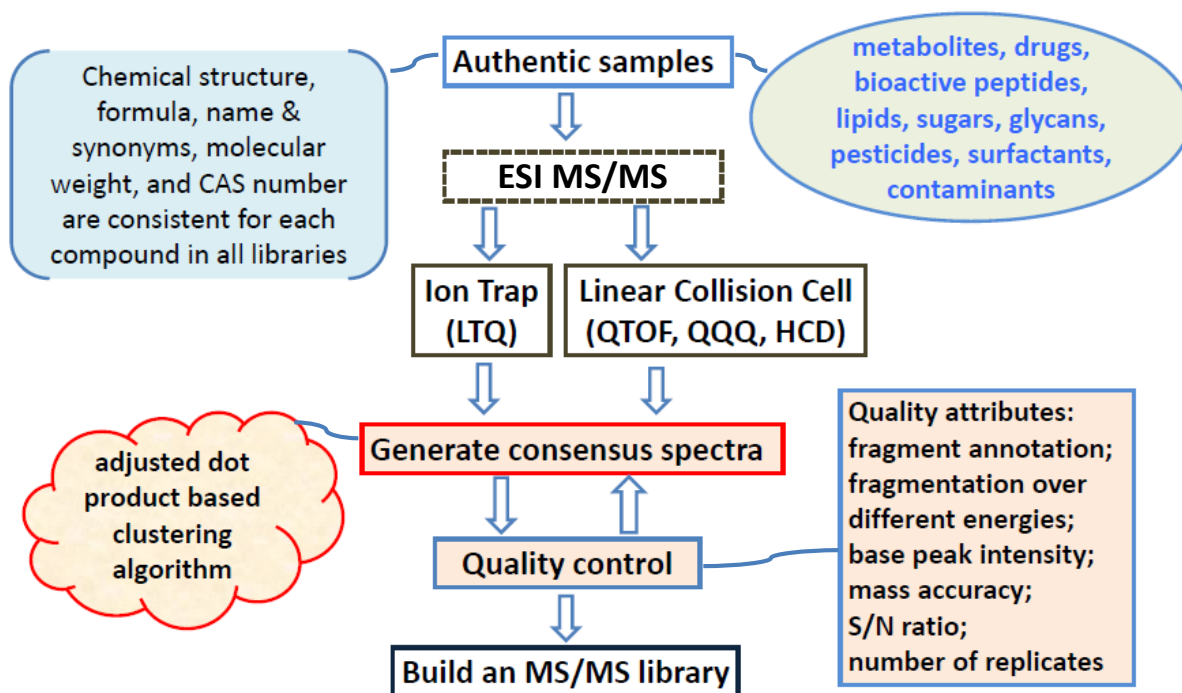 Authentic samples
Chemical structure,
formula, name &
synonyms, molecular
weight, and CAS number
are consistent for each
compound in all libraries
metabolites, drugs,
bioactive peptides,
lipids, sugars, glycans,
pesticides, surfactants,
contaminants
ESI MS/MS
Ion Trap
(LTQ)
Linear Collision Cell
(QTOF, QQQ, HCD)
Generate consensus spectra
adjusted dot
product based
clustering
algorithm
Quality control
Quality attributes:
fragment annotation;
fragmentation over
different energies;
base peak intensity;
mass accuracy;
S/N ratio;
number of replicates
Build an MS/MS library